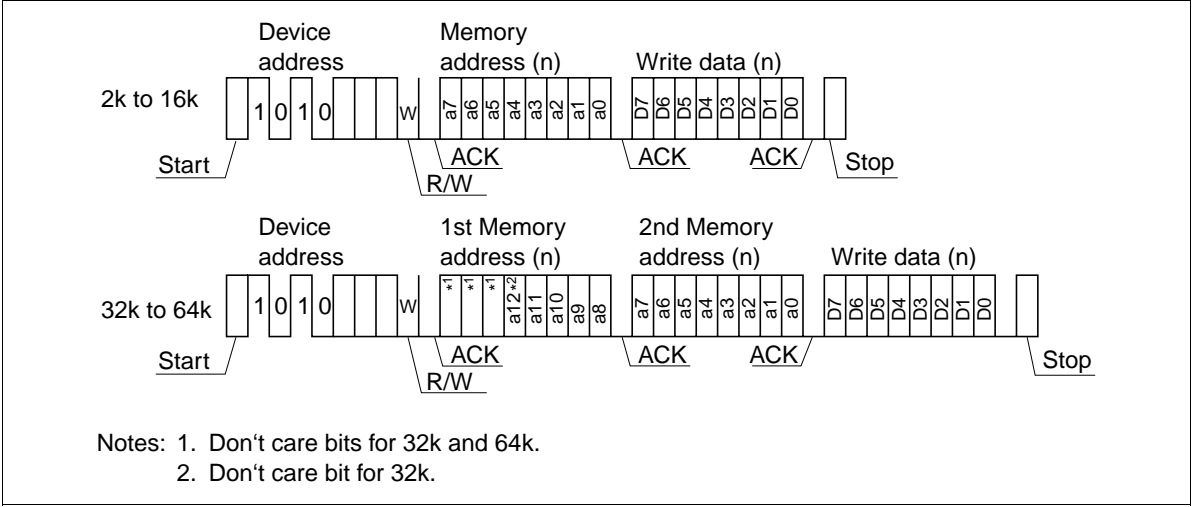 Device address
Memory address (n)
Write data (n)
2k to 16k
1 0 1 0 W
a7 a6 a5 a4 a3 a2 a1 a0
D7 D6 D5 D4 D3 D2 D1 D0
Start
R/W
ACK
ACK
ACK
Stop
Device address
1st Memory address (n)
2nd Memory address (n)
Write data (n)
32k to 64k
1 0 1 0 W
*1 *1 *1 a12*2 a11 a10 a9 a8
a7 a6 a5 a4 a3 a2 a1 a0
D7 D6 D5 D4 D3 D2 D1 D0
Start
R/W
ACK
ACK
ACK
Stop
Notes: 1. Don‘t care bits for 32k and 64k.
2. Don‘t care bit for 32k.